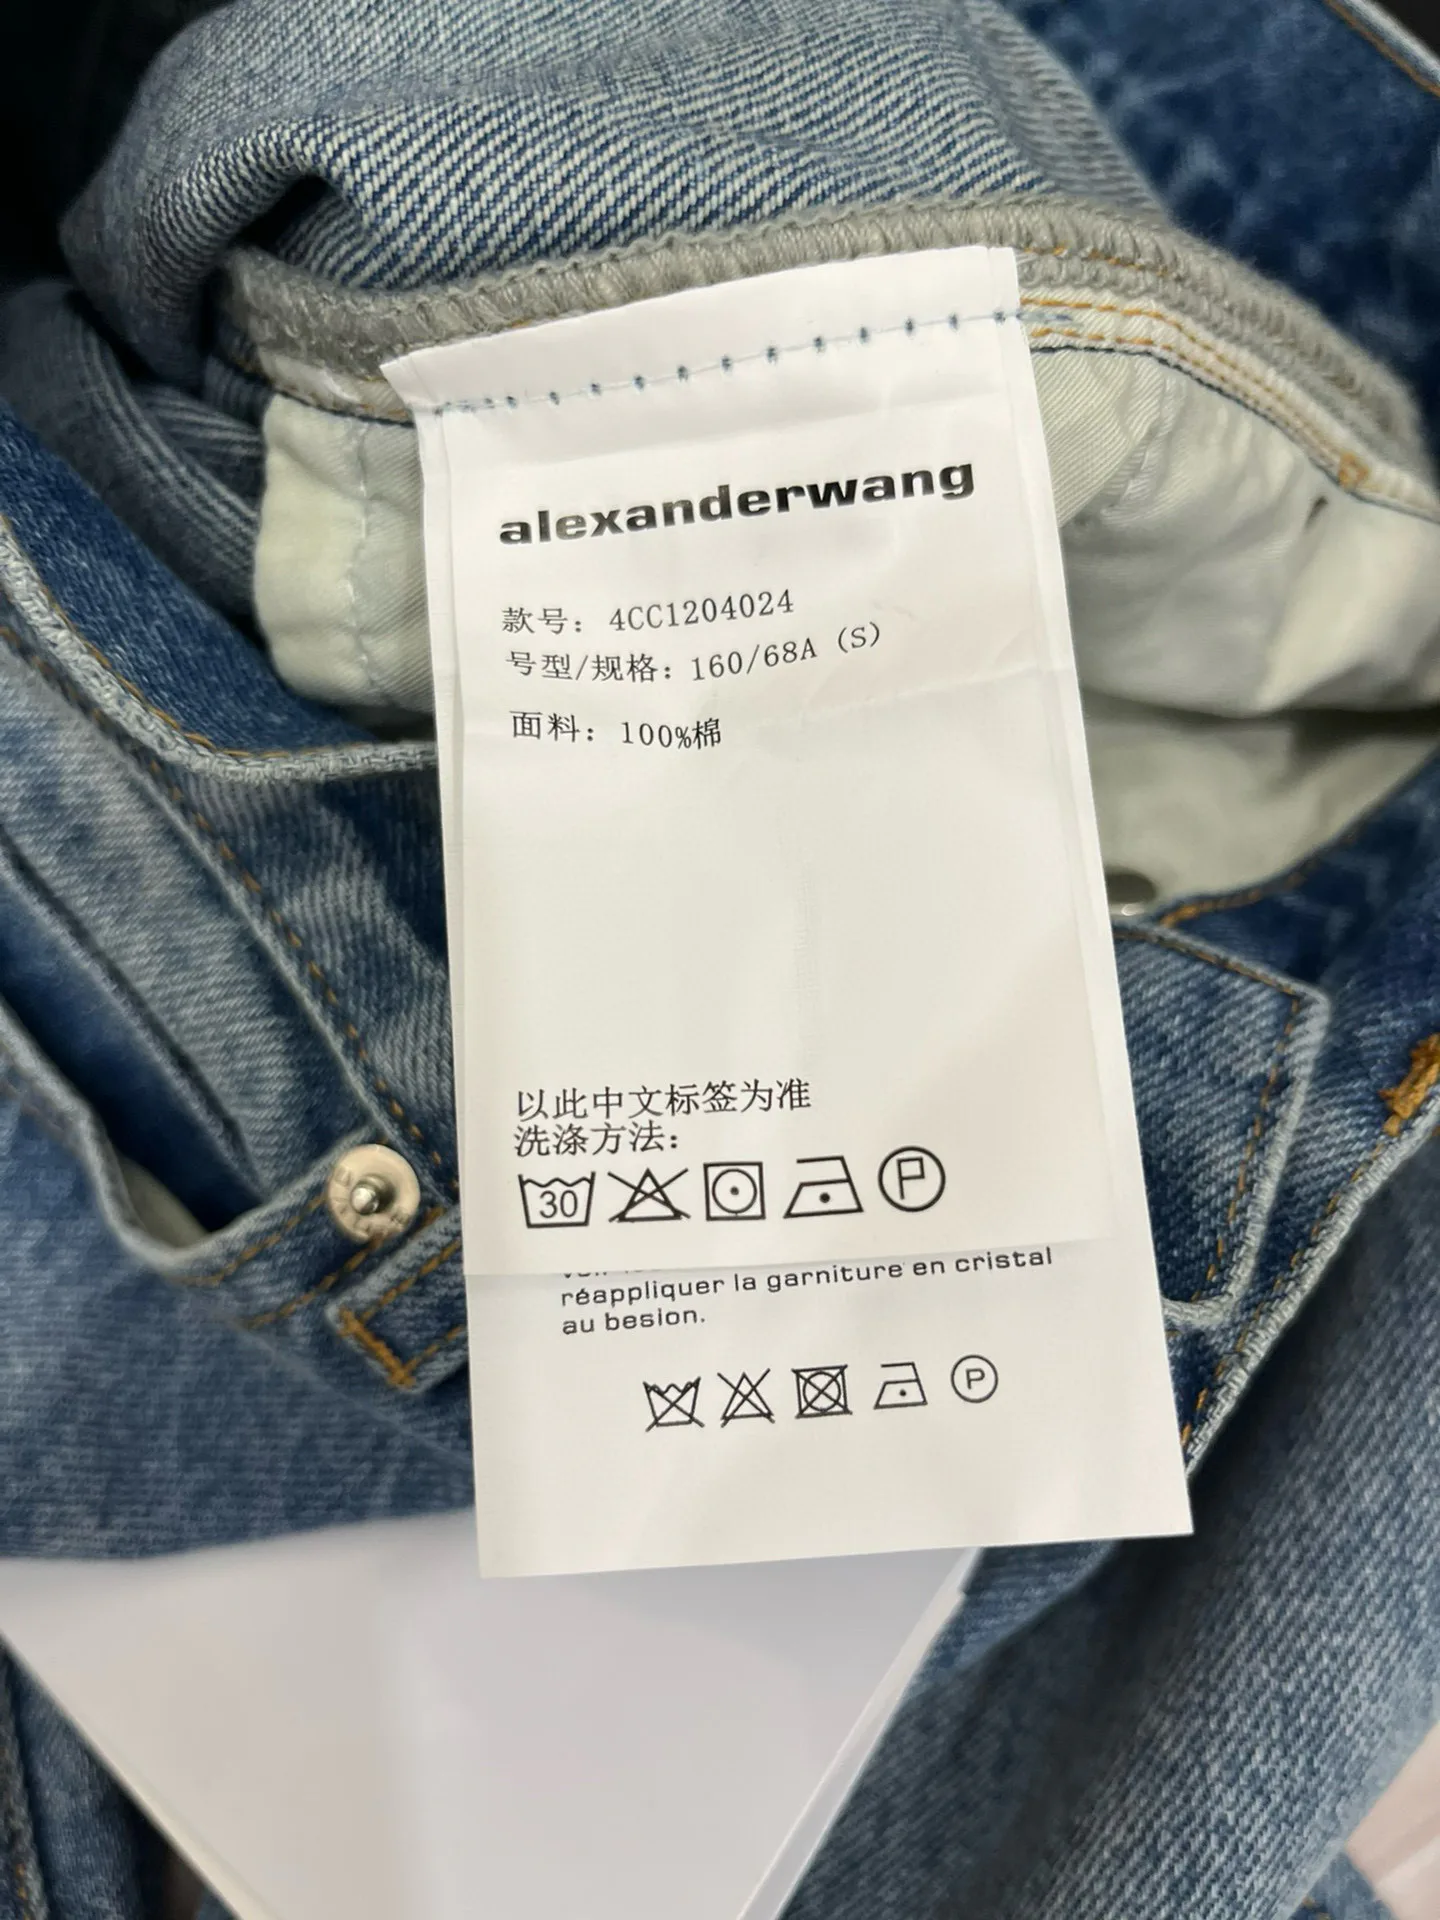 alexanderwang
款号: 4CC1204024
号型/规格: 160/68A (S)
面料: 100%棉
以此中文标签为准
洗涤方法:
30
P
réappliquer la garniture en cristal
au besion.
P